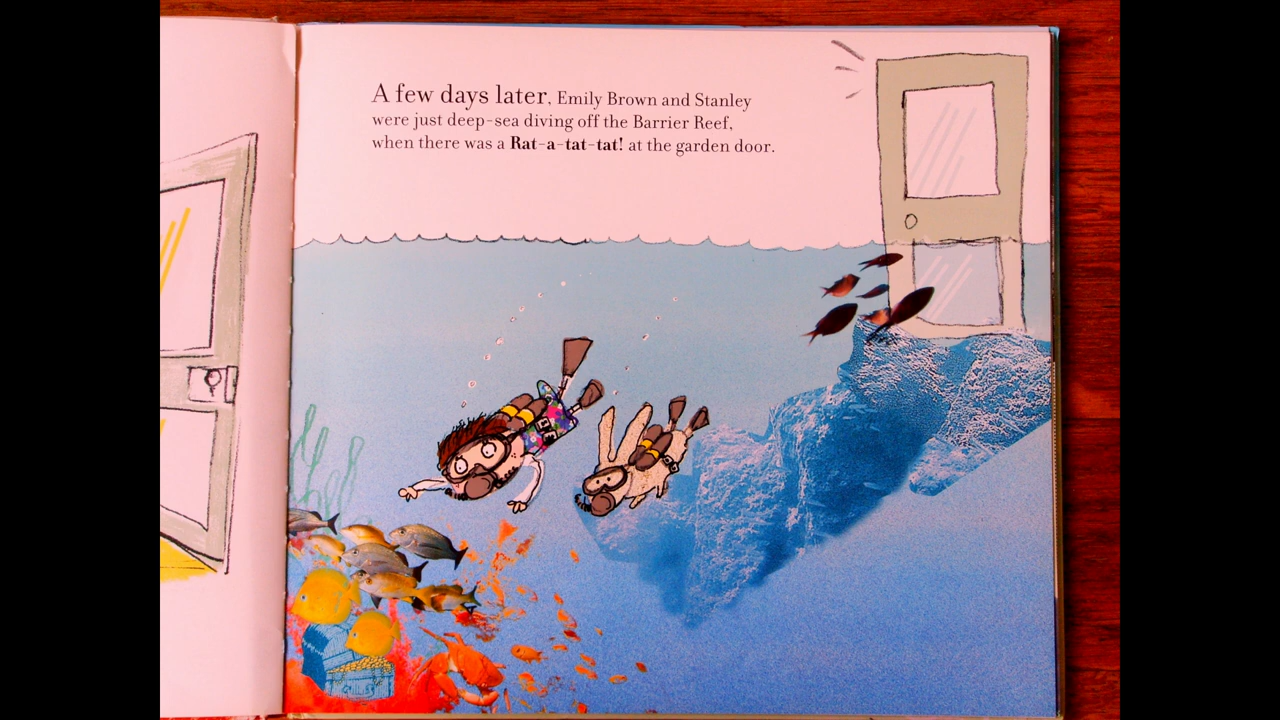 A few days later, Emily Brown and Stanley
were just deep-sea diving off the Barrier Reef,
when there was a Rat-a-tat-tat! at the garden door.